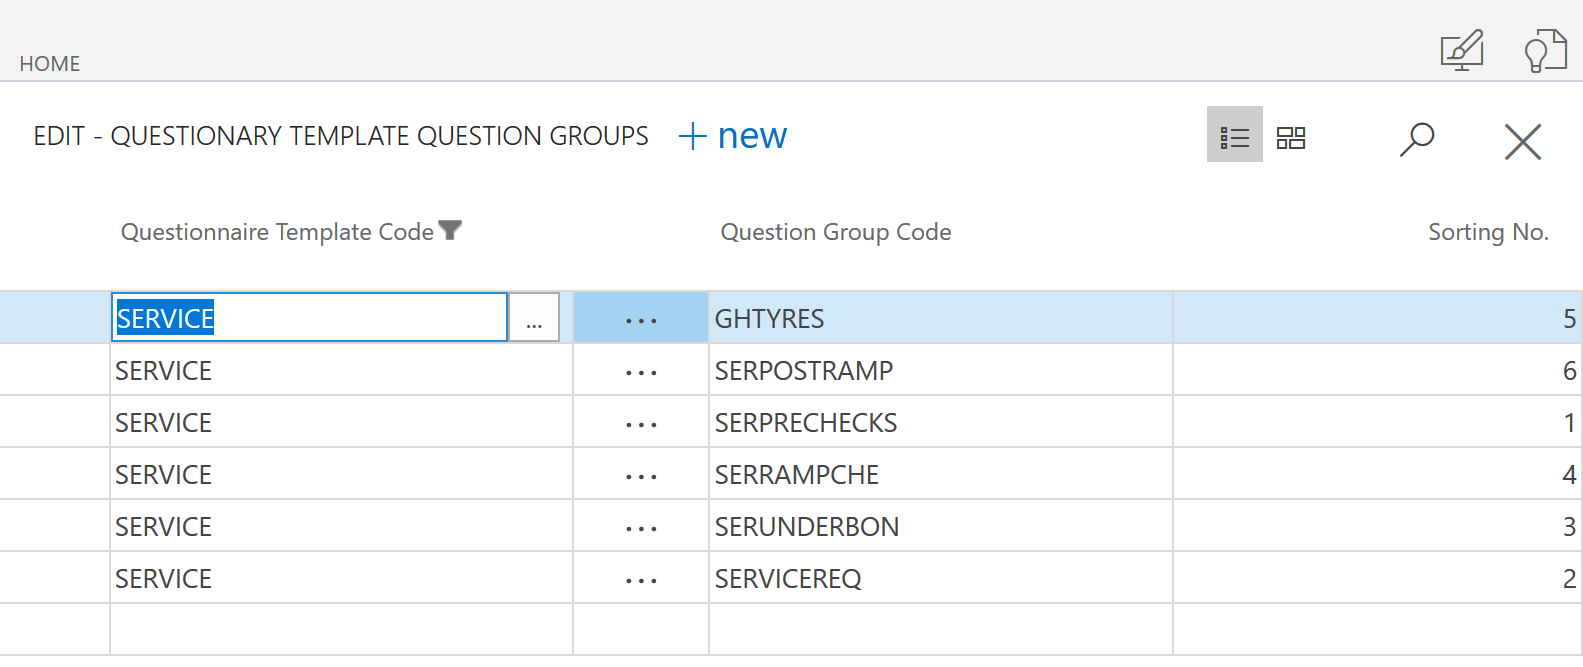 HOME
EDIT - QUESTIONARY TEMPLATE QUESTION GROUPS + new
Questionnaire Template Code Question Group Code Sorting No.
SERVICE ... ... GHTYRES 5
SERVICE ... SERPOSTRAMP 6
SERVICE ... SERPRECHECKS 1
SERVICE ... SERRAMPCHE 4
SERVICE ... SERUNDERBON 3
SERVICE ... SERVICEREQ 2